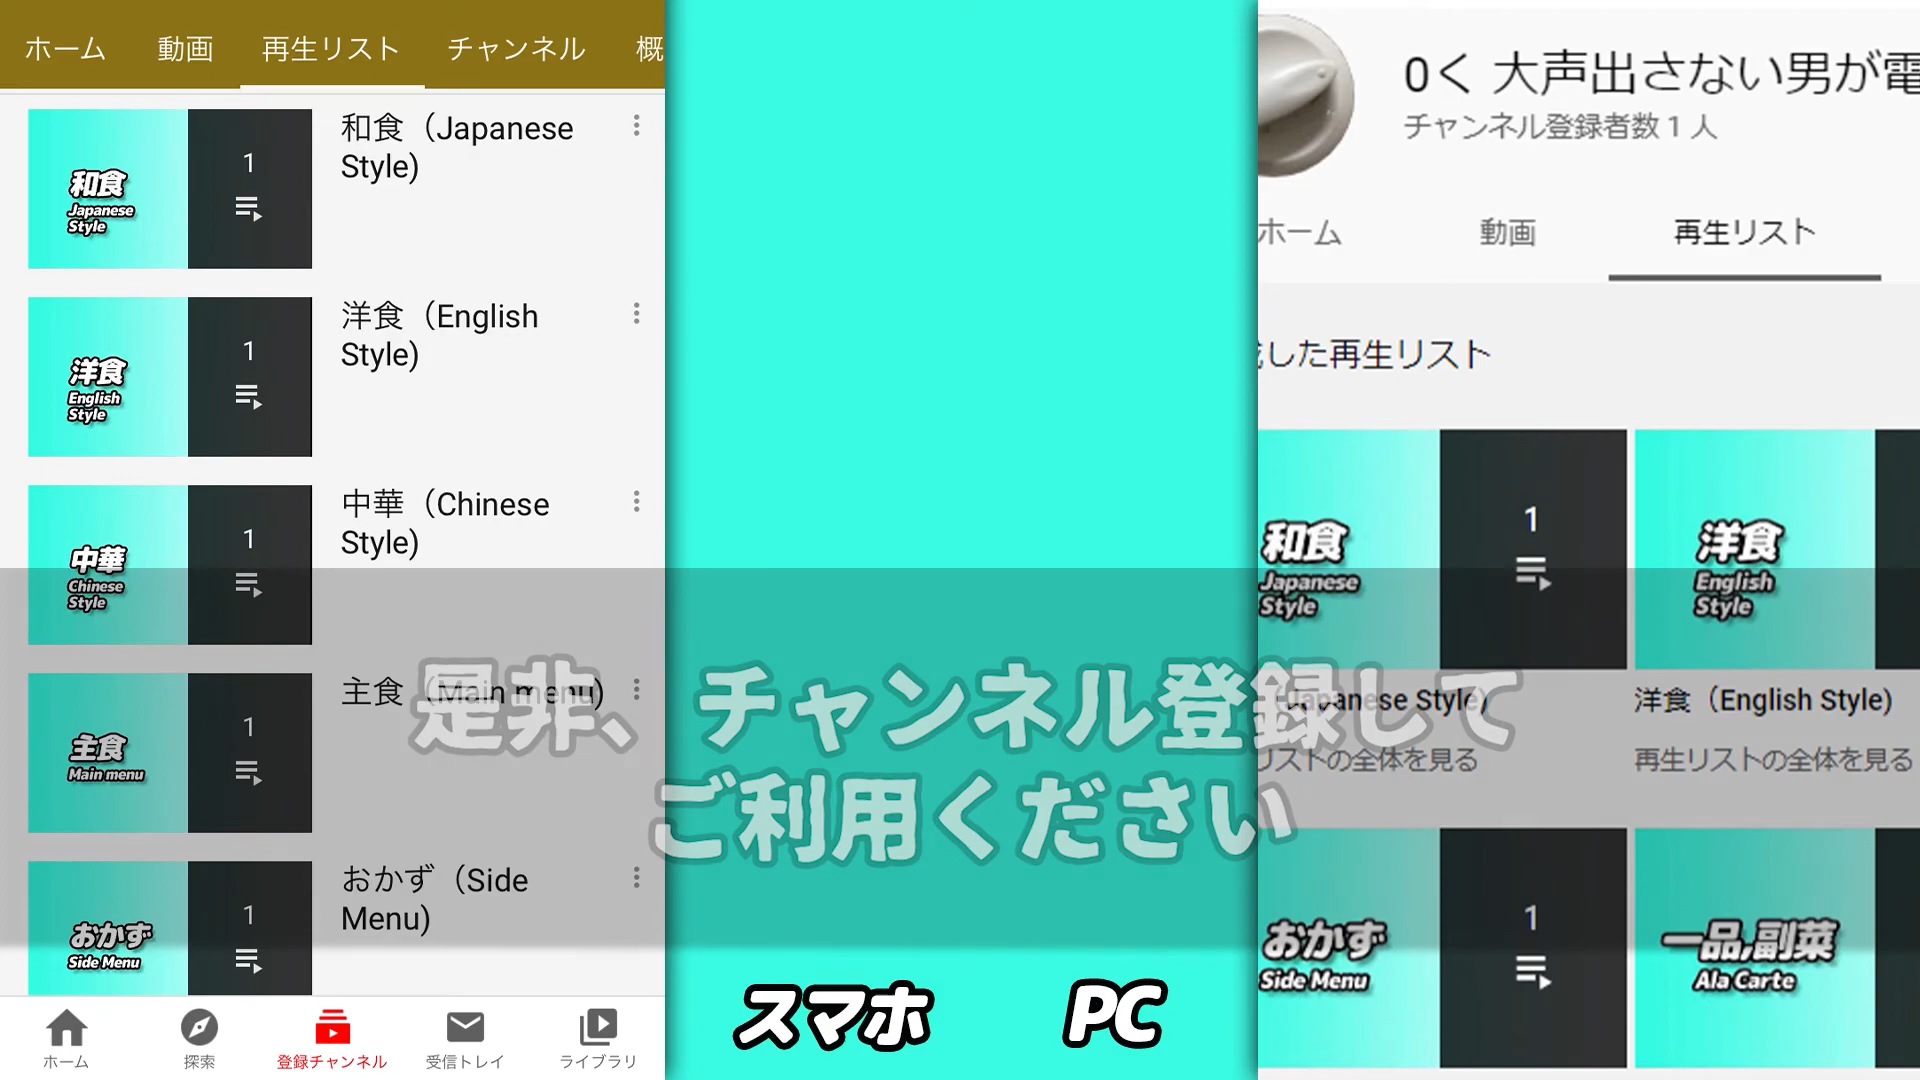 ホーム 動画 再生リスト チャンネル 概
和食
Japanese
Style
1
和食（Japanese
Style)
洋食
English
Style
1
洋食（English
Style)
中華
Chinese
Style
1
中華（Chinese
Style)
主食
Main menu
1
主食（Main menu)
おかず
Side Menu
1
おかず（Side
Menu)
ホーム 探索 登録チャンネル 受信トレイ ライブラリ
是非、チャンネル登録して
ご利用ください
スマホ PC
0く 大声出さない男が電
チャンネル登録者数 1 人
ホーム 動画 再生リスト
した再生リスト
和食
Japanese
Style
1
洋食
English
Style
Japanese Style)
洋食（English Style)
リストの全体を見る
再生リストの全体を見る
おかず
Side Menu
1
一品,副菜
Ala Carte